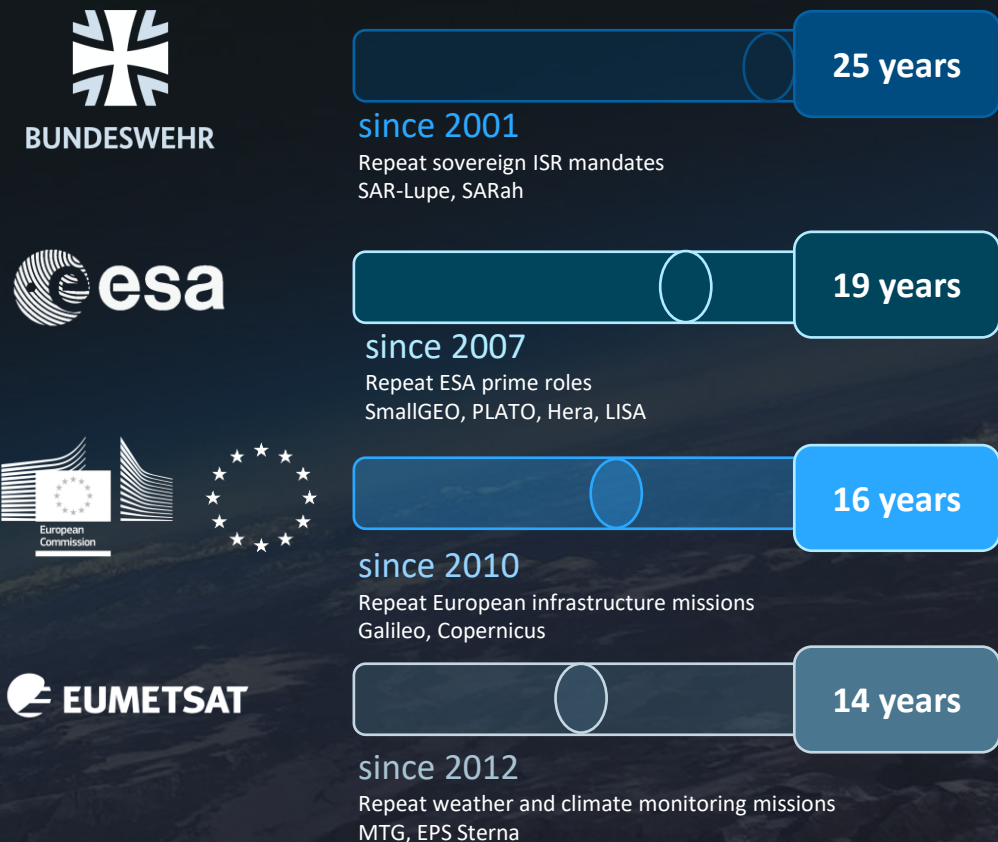 BUNDESWEHR
25 years
since 2001
Repeat sovereign ISR mandates
SAR-Lupe, SARah
esa
19 years
since 2007
Repeat ESA prime roles
SmallGEO, PLATO, Hera, LISA
European
Commission
16 years
since 2010
Repeat European infrastructure missions
Galileo, Copernicus
EUMETSAT
14 years
since 2012
Repeat weather and climate monitoring missions
MTG, EPS Sterna